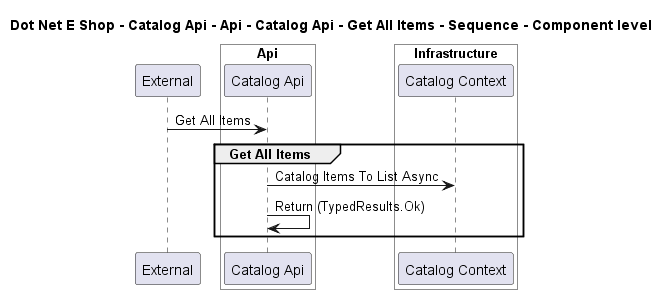 Dot Net E Shop - Catalog Api - Api - Catalog Api - Get All Items - Sequence - Component level
Api
Infrastructure
External
Catalog Api
Catalog Context
Get All Items
Get All Items
Catalog Items To List Async
Return (TypedResults.Ok)
External
Catalog Api
Catalog Context